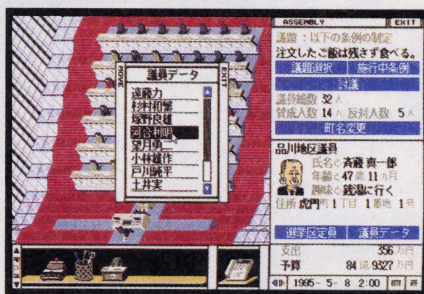 ASSEMBLY
EXIT
議題:以下の条例の制定
注文したご飯は残さず食べる。
議題選択
施行中条例
討議
議員総数 32人
賛成人数 14人 反対人数 5人
町名変更
品川地区議員
氏名:斉藤 真一郎
年齢:47歳11ヵ月
趣味:銭湯に行く
住所 虎門町1丁目1番地1号
選挙区定員
議員データ
支出 356万円
予算 84億9327万円
1995-5-8 2:00
MOVE
議員データ
EXIT
遠藤力
杉村和繁
塚野良雄
河合利明
望月勇二
小林雄作
戸川純平
土井実